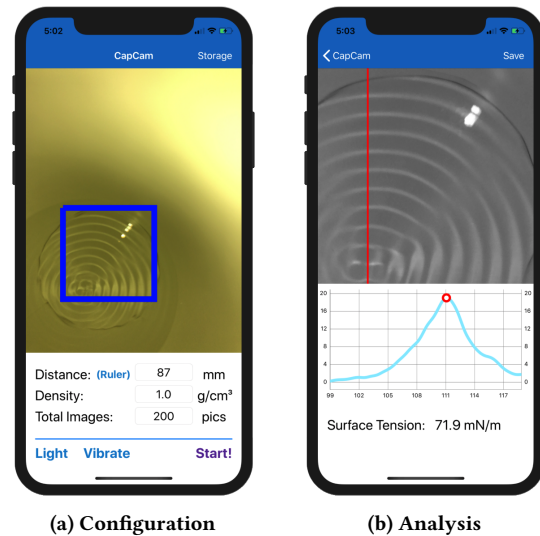 5:02
CapCam Storage
Distance: (Ruler) 87 mm
Density: 1.0 g/cm³
Total Images: 200 pics
Light Vibrate Start!
(a) Configuration
5:03
CapCam Save
20 20
16 16
12 12
8 8
4 4
0 0
99 102 105 108 111 114 117
Surface Tension: 71.9 mN/m
(b) Analysis